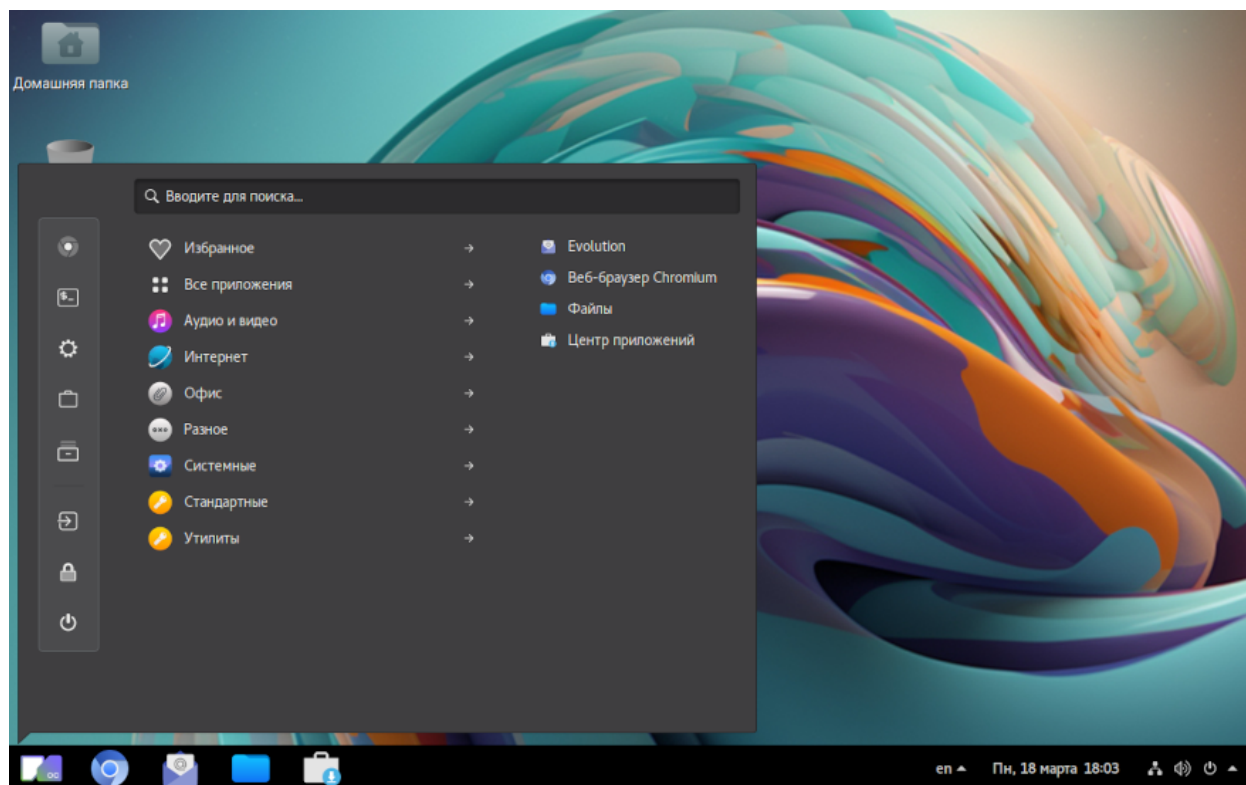 Домашняя папка
Вводите для поиска...
Избранное
Все приложения
Аудио и видео
Интернет
Офис
Разное
Системные
Стандартные
Утилиты
Evolution
Веб-браузер Chromium
Файлы
Центр приложений
en
Пн, 18 марта 18:03